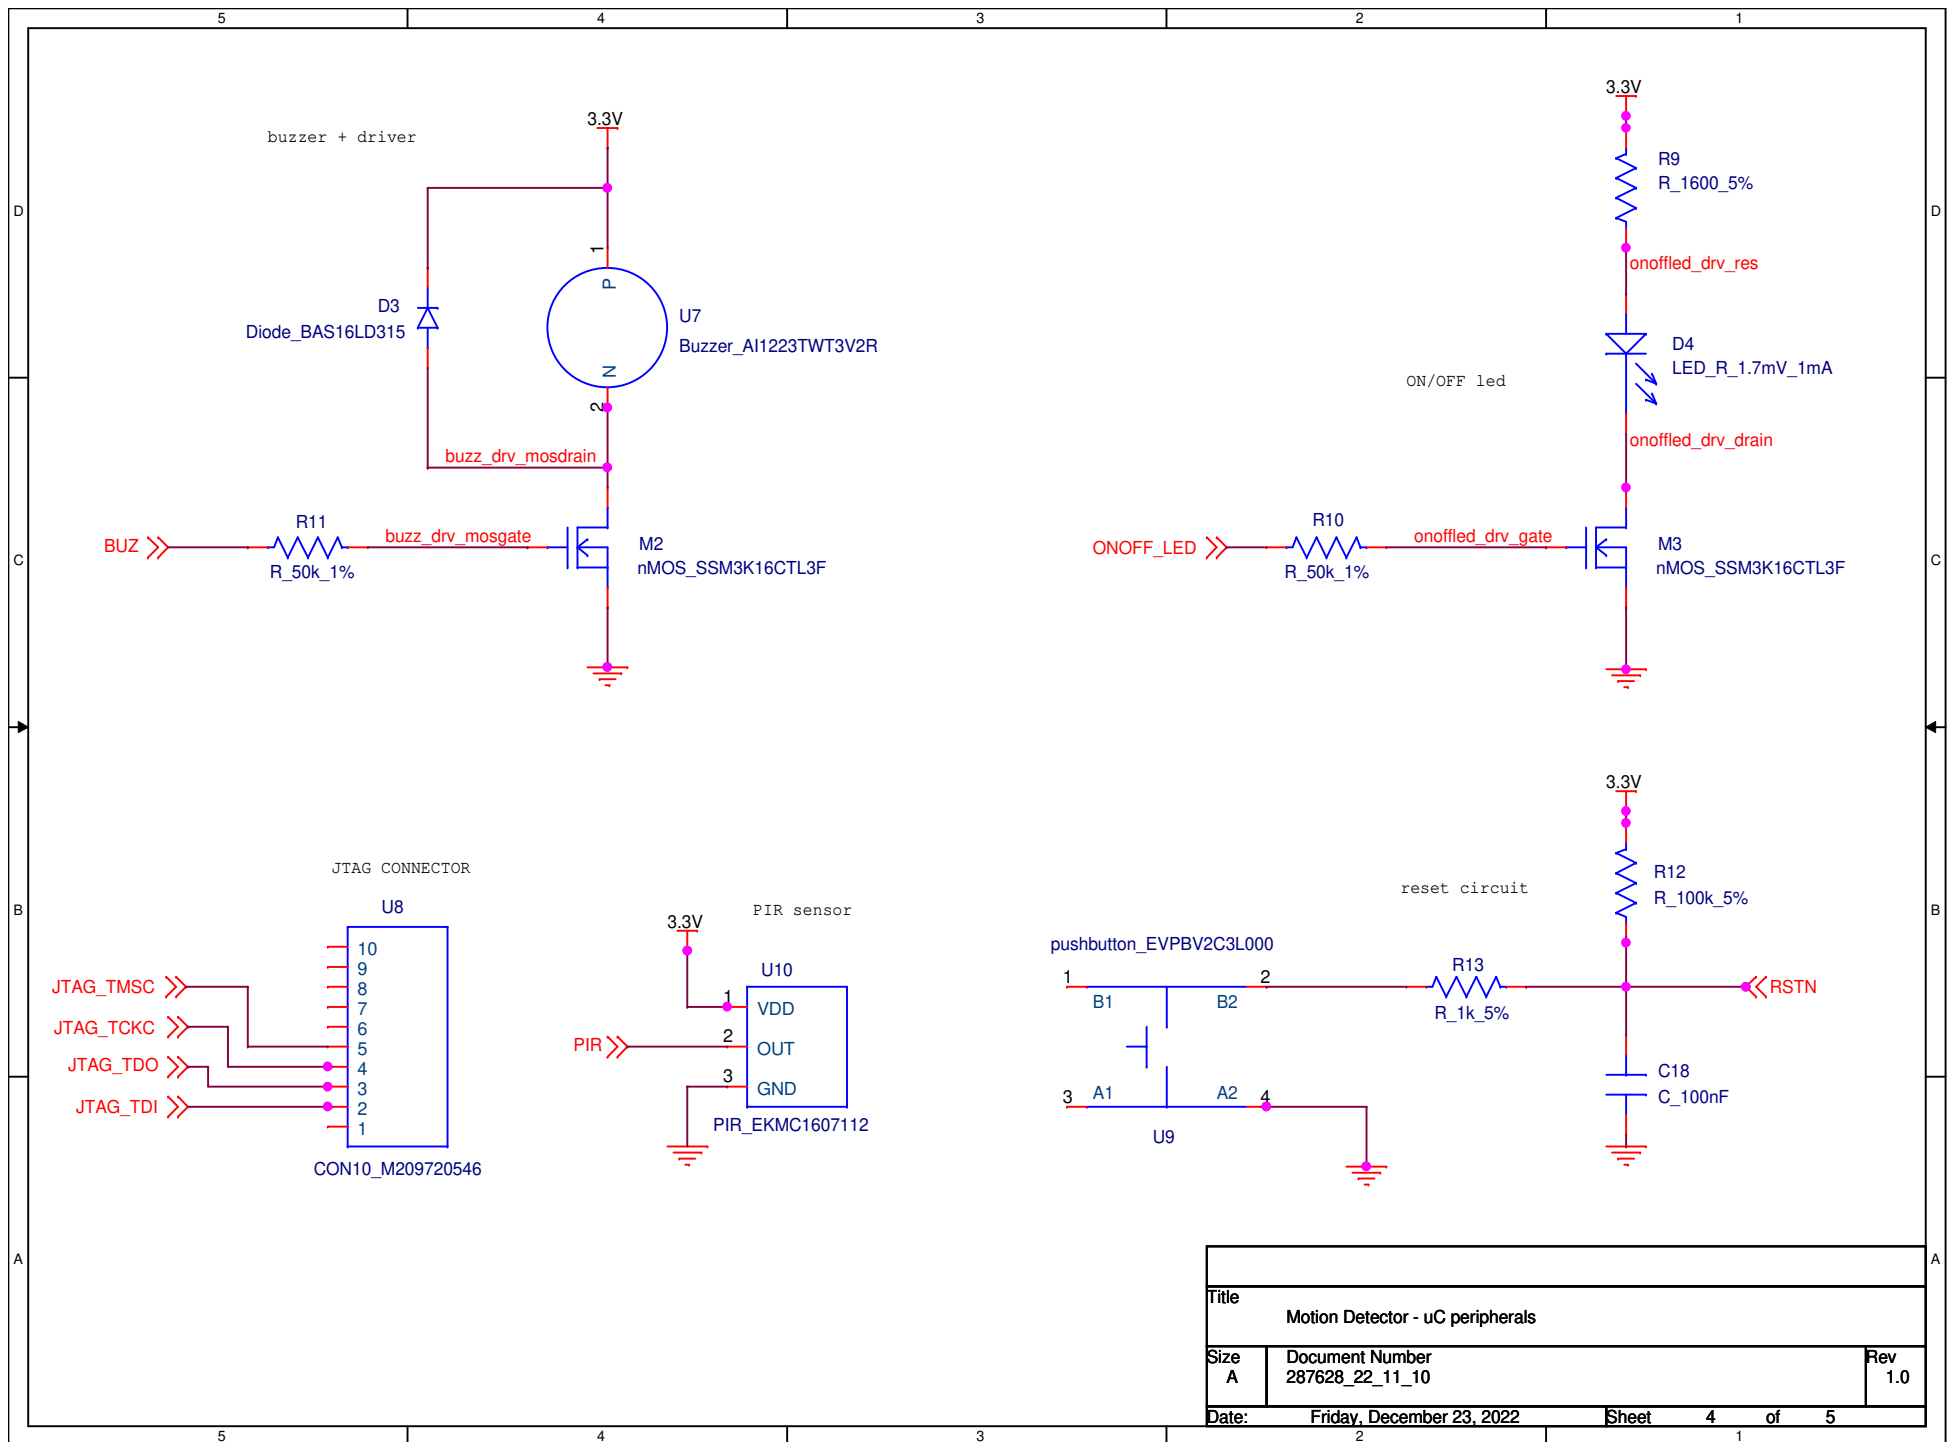 5 4 3 2 1
D
C
B
A
D
C
B
A
buzzer + driver
3.3V
1
P
D3
Diode_BAS16LD315
U7
Buzzer_AI1223TWT3V2R
N
2
buzz_drv_mosdrain
BUZ
R11
R_50k_1%
buzz_drv_mosgate
M2
nMOS_SSM3K16CTL3F
3.3V
R9
R_1600_5%
onoffled_drv_res
D4
LED_R_1.7mV_1mA
ON/OFF led
onoffled_drv_drain
ONOFF_LED
R10
R_50k_1%
onoffled_drv_gate
M3
nMOS_SSM3K16CTL3F
JTAG CONNECTOR
U8
10
9
8
7
6
5
4
3
2
1
JTAG_TMSC
JTAG_TCKC
JTAG_TDO
JTAG_TDI
CON10_M209720546
PIR sensor
3.3V
U10
1 VDD
PIR 2 OUT
3 GND
PIR_EKMC1607112
reset circuit
3.3V
R12
R_100k_5%
pushbutton_EVPBV2C3L000
1 B1 B2 2
R13
R_1k_5%
RSTN
3 A1 A2 4
U9
C18
C_100nF
Title
Motion Detector - uC peripherals
Size Document Number Rev
A 287628_22_11_10 1.0
Date: Friday, December 23, 2022 Sheet 4 of 5
5 4 3 2 1